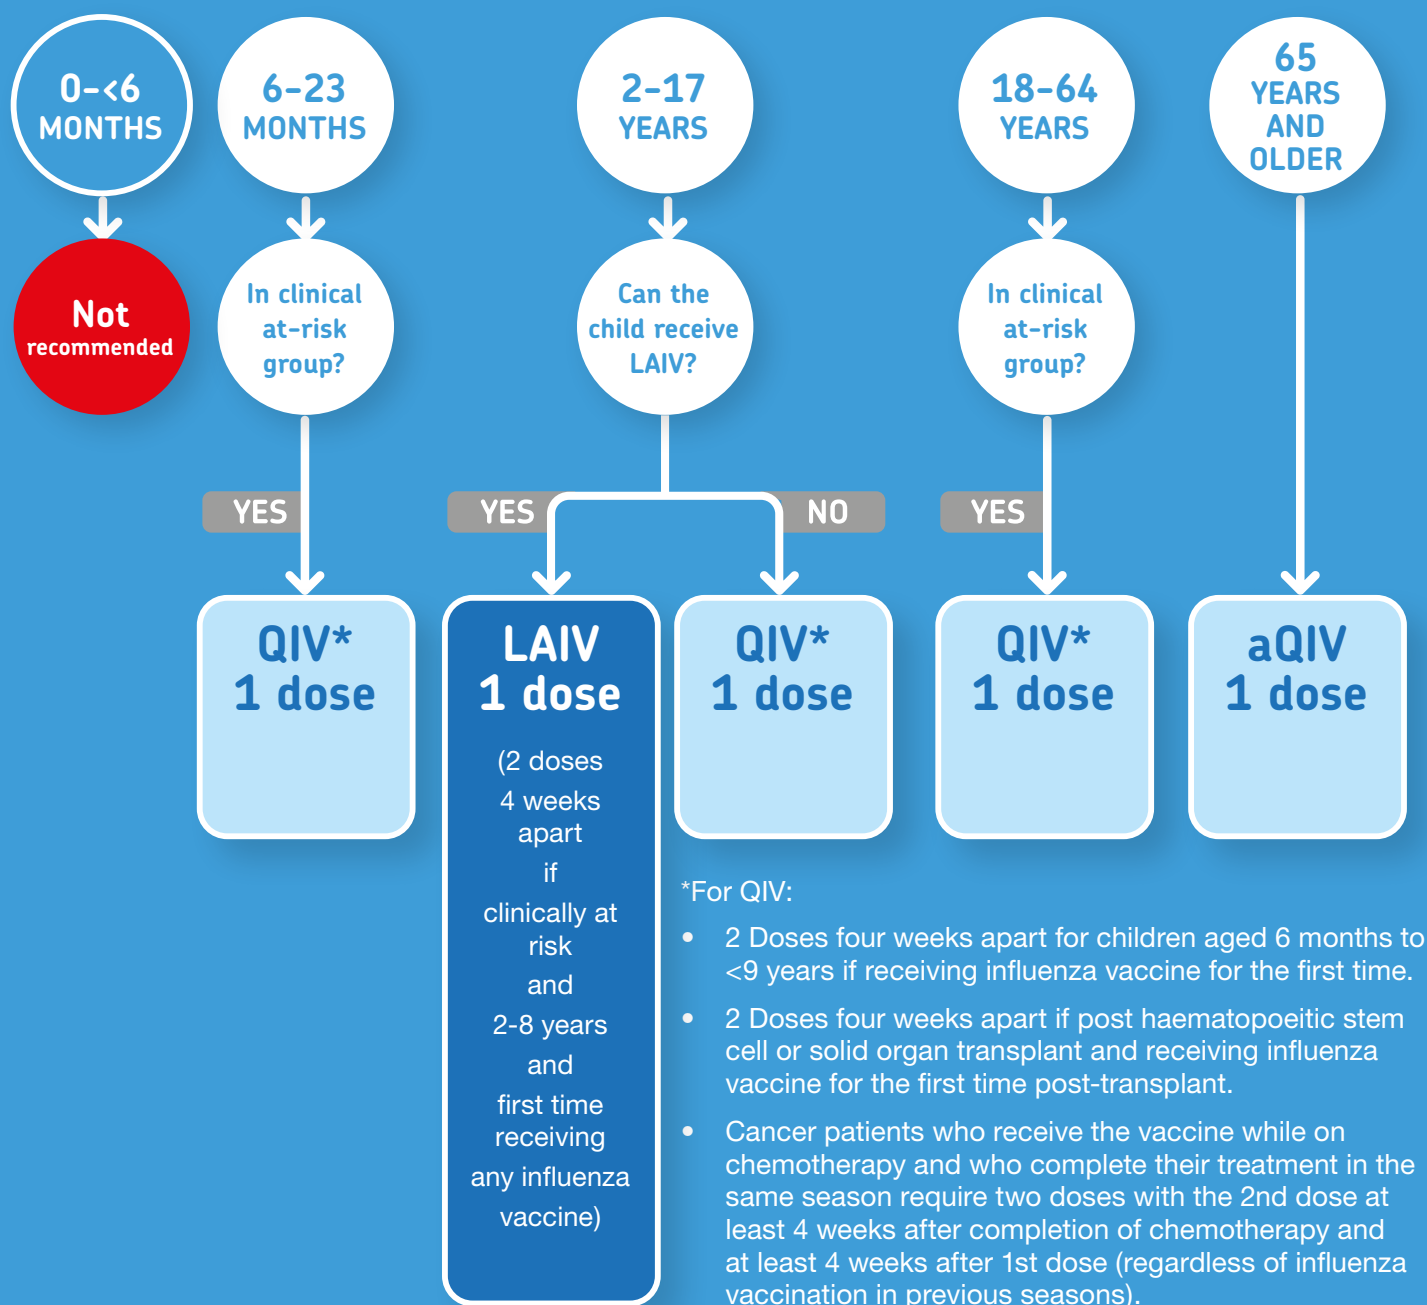 0-<6
MONTHS
6-23
MONTHS
2-17
YEARS
18-64
YEARS
65
YEARS
AND
OLDER
Not
recommended
In clinical
at-risk
group?
Can the
child receive
LAIV?
In clinical
at-risk
group?
YES
YES
NO
YES
QIV*
1 dose
LAIV
1 dose
(2 doses
4 weeks
apart
if
clinically at
risk
and
2-8 years
and
first time
receiving
any influenza
vaccine)
QIV*
1 dose
QIV*
1 dose
aQIV
1 dose
*For QIV:
• 2 Doses four weeks apart for children aged 6 months to
<9 years if receiving influenza vaccine for the first time.
• 2 Doses four weeks apart if post haematopoeitic stem
cell or solid organ transplant and receiving influenza
vaccine for the first time post-transplant.
• Cancer patients who receive the vaccine while on
chemotherapy and who complete their treatment in the
same season require two doses with the 2nd dose at
least 4 weeks after completion of chemotherapy and
at least 4 weeks after 1st dose (regardless of influenza
vaccination in previous seasons).